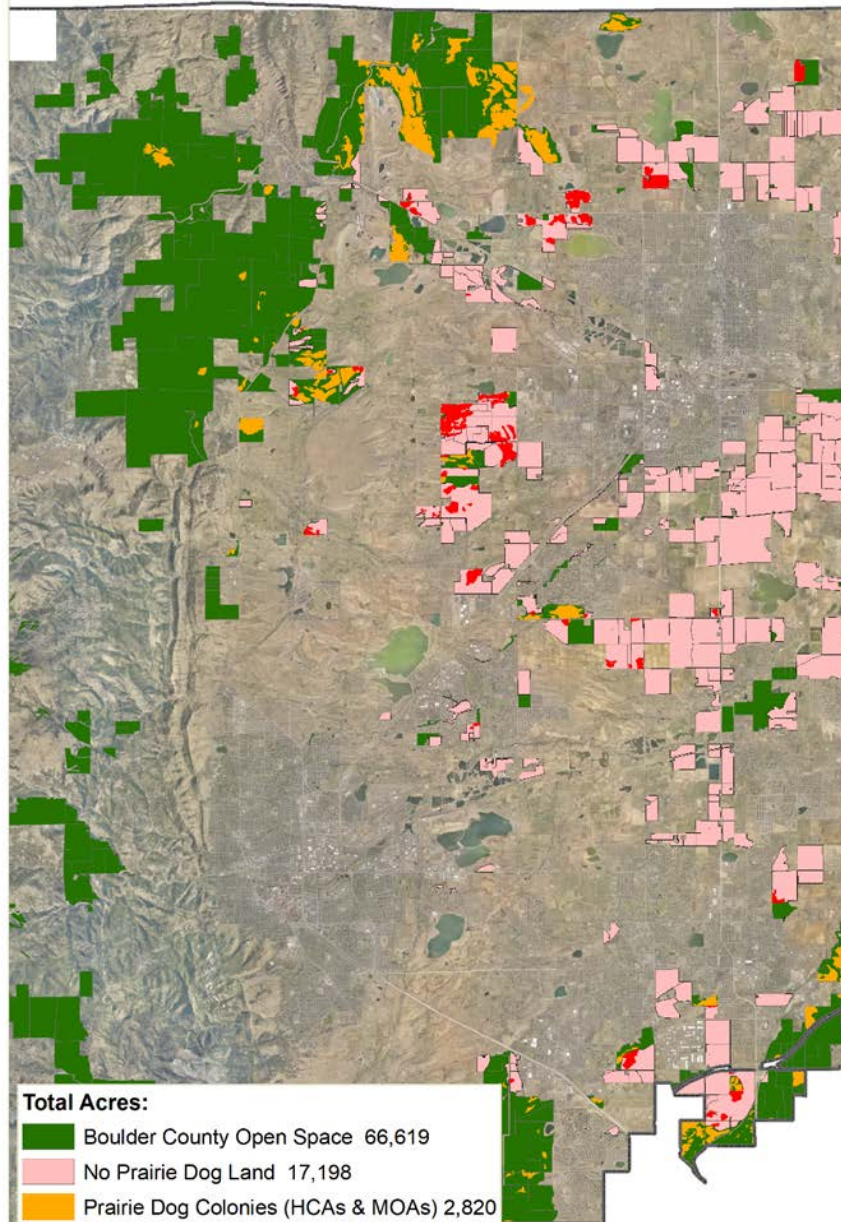 Total Acres:
Boulder County Open Space 66,619
No Prairie Dog Land 17,198
Prairie Dog Colonies (HCAs & MOAs) 2,820